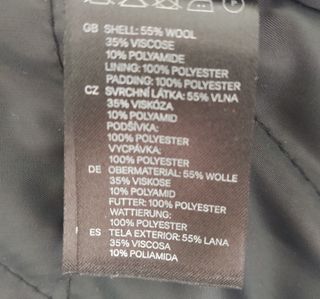 GB SHELL: 55% WOOL
35% VISCOSE
10% POLYAMIDE
LINING: 100% POLYESTER
PADDING: 100% POLYESTER
CZ SVRCHNÍ LÁTKA: 55% VLNA
35% VISKÓZA
10% POLYAMID
PODŠÍVKA:
100% POLYESTER
VYCPÁVKA:
100% POLYESTER
DE OBERMATERIAL: 55% WOLLE
35% VISKOSE
10% POLYAMID
FUTTER: 100% POLYESTER
WATTIERUNG:
100% POLYESTER
ES TELA EXTERIOR: 55% LANA
35% VISCOSA
10% POLIAMIDA